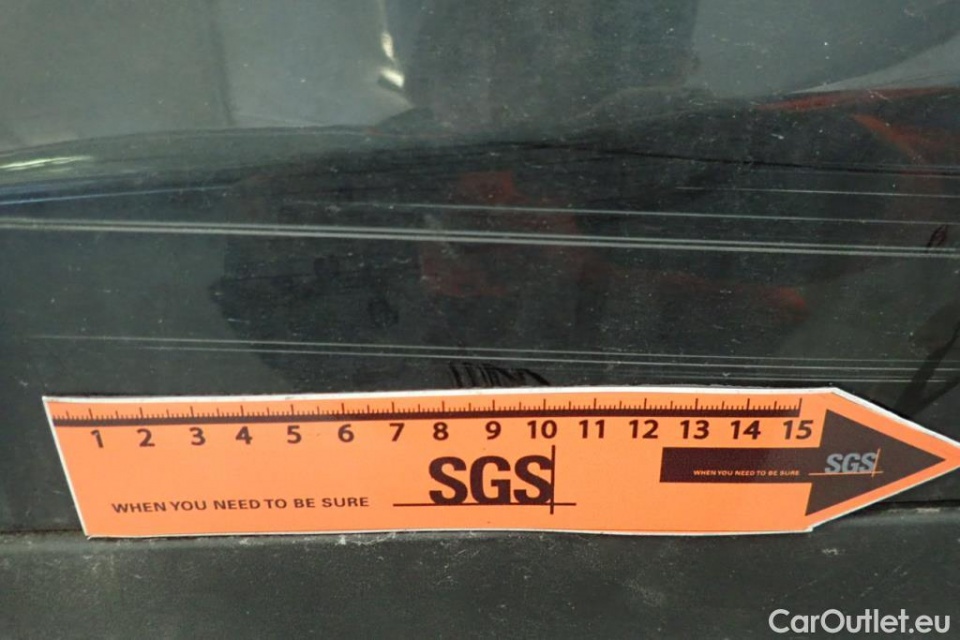 1 2 3 4 5 6 7 8 9 10 11 12 13 14 15
WHEN YOU NEED TO BE SURE
SGS
WHEN YOU NEED TO BE SURE
SGS
CarOutlet.eu